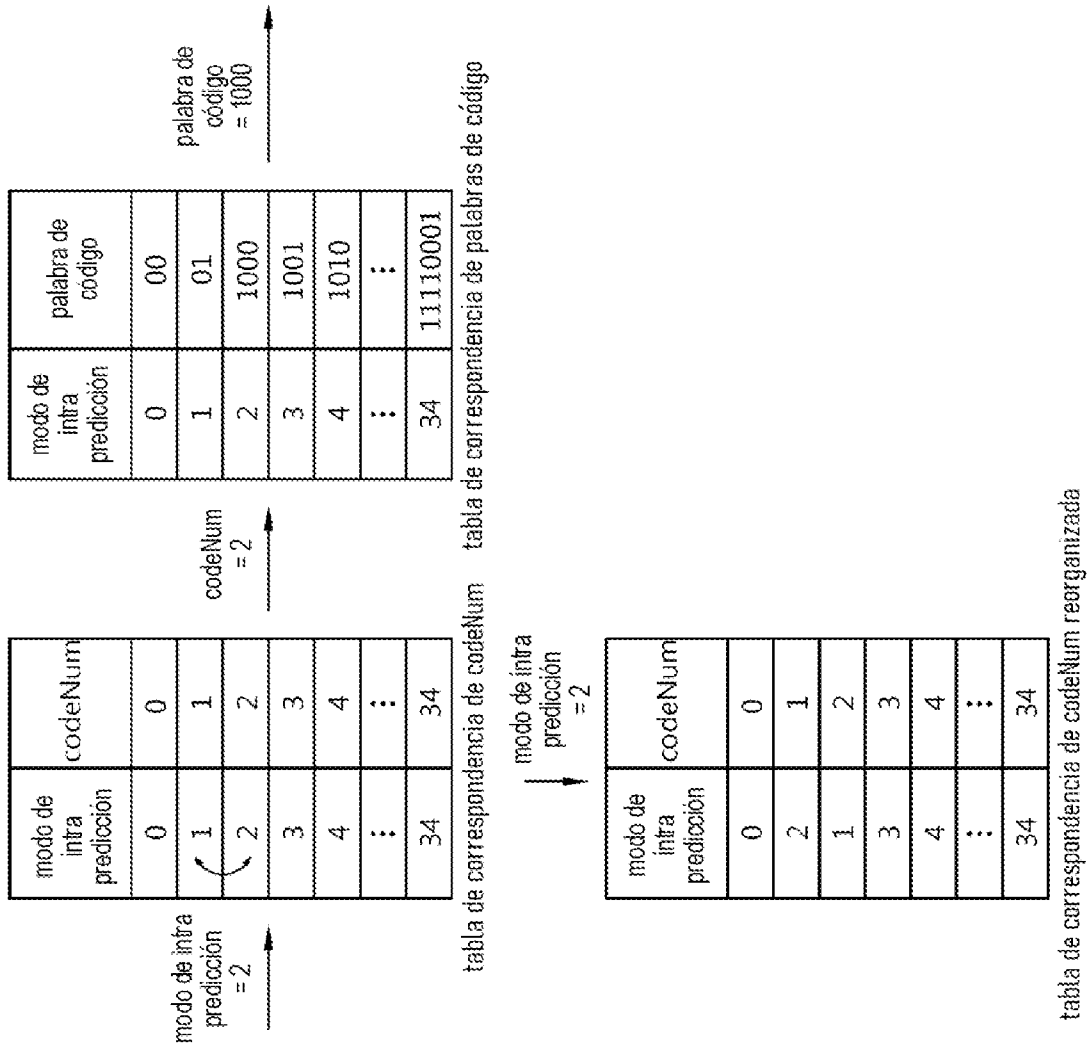 modo de intra
predicción
= 2
modo de
intra
predicción
codeNum
0 0
1 1
2 2
3 3
4 4
⋮ ⋮
34 34
tabla de correspondencia de codeNum
codeNum
= 2
modo de
intra
predicción
palabra de
código
0 00
1 01
2 1000
3 1001
4 1010
⋮ ⋮
34 11110001
tabla de correspondencia de palabras de código
palabra de
código
= 1000
modo de intra
predicción
= 2
modo de
intra
predicción
codeNum
0 0
2 1
1 2
3 3
4 4
⋮ ⋮
34 34
tabla de correspondencia de codeNum reorganizada